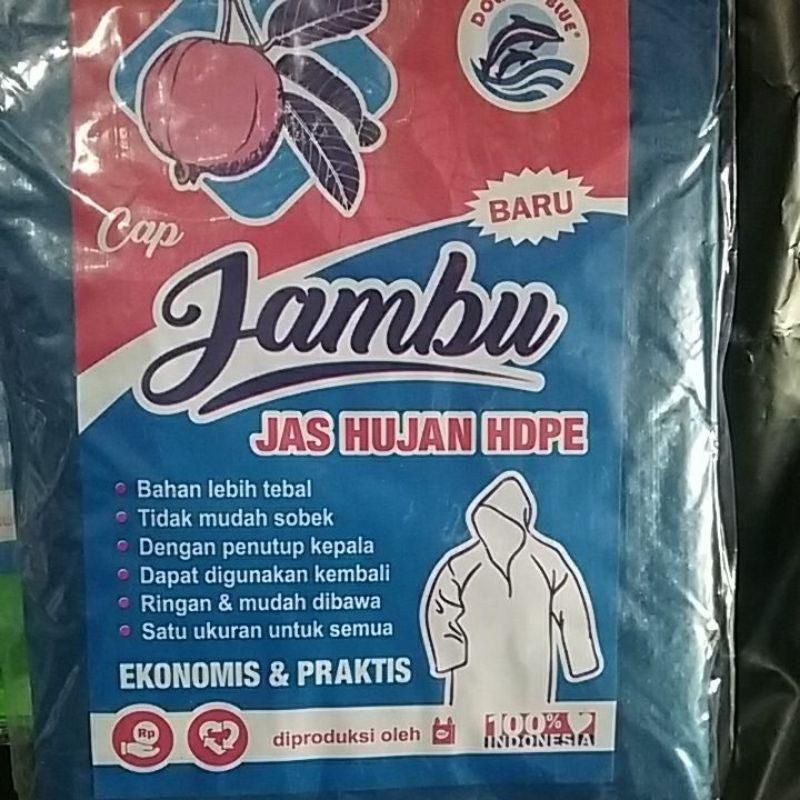 BLUE®
BARU
Cap
Jambu
JAS HUJAN HDPE
Bahan lebih tebal
Tidak mudah sobek
Dengan penutup kepala
Dapat digunakan kembali
Ringan & mudah dibawa
Satu ukuran untuk semua
EKONOMIS & PRAKTIS
Rp
diproduksi oleh
100%
INDONESIA